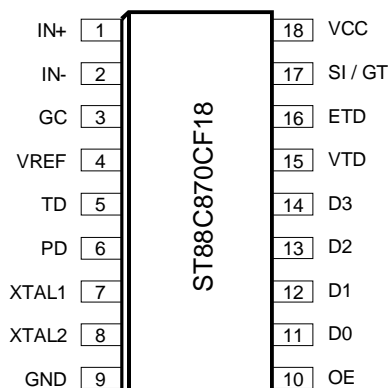 IN+ 1 18 VCC
IN- 2 17 SI / GT
GC 3 16 ETD
VREF 4 15 VTD
TD 5 14 D3
PD 6 13 D2
XTAL1 7 12 D1
XTAL2 8 11 D0
GND 9 10 OE
ST88C870CF18